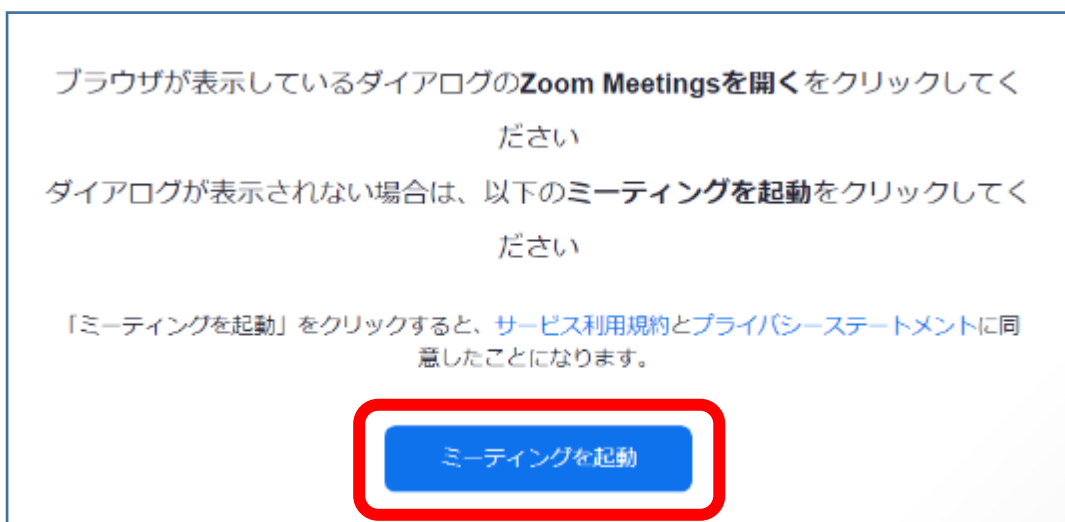 ブラウザが表示しているダイアログのZoom Meetingsを開くをクリックしてく
ださい
ダイアログが表示されない場合は、以下のミーティングを起動をクリックしてく
ださい
「ミーティングを起動」をクリックすると、サービス利用規約とプライバシーステートメントに同
意したことになります。
ミーティングを起動